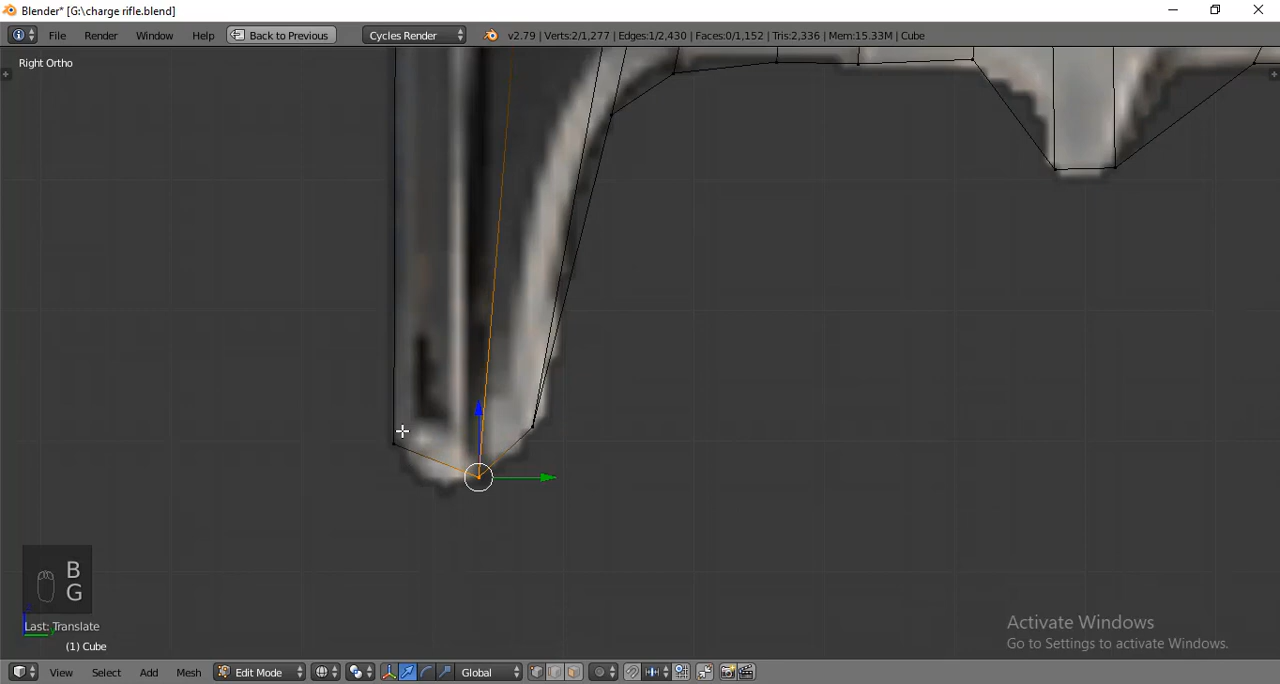 Blender* [G:\charge rifle.blend]
File Render Window Help Back to Previous Cycles Render v2.79 | Verts:2/1,277 | Edges:1/2,430 | Faces:0/1,152 | Tris:2,336 | Mem:15.33M | Cube
Right Ortho
B
G
Last: Translate
(1) Cube
Activate Windows
Go to Settings to activate Windows.
View Select Add Mesh Edit Mode Global